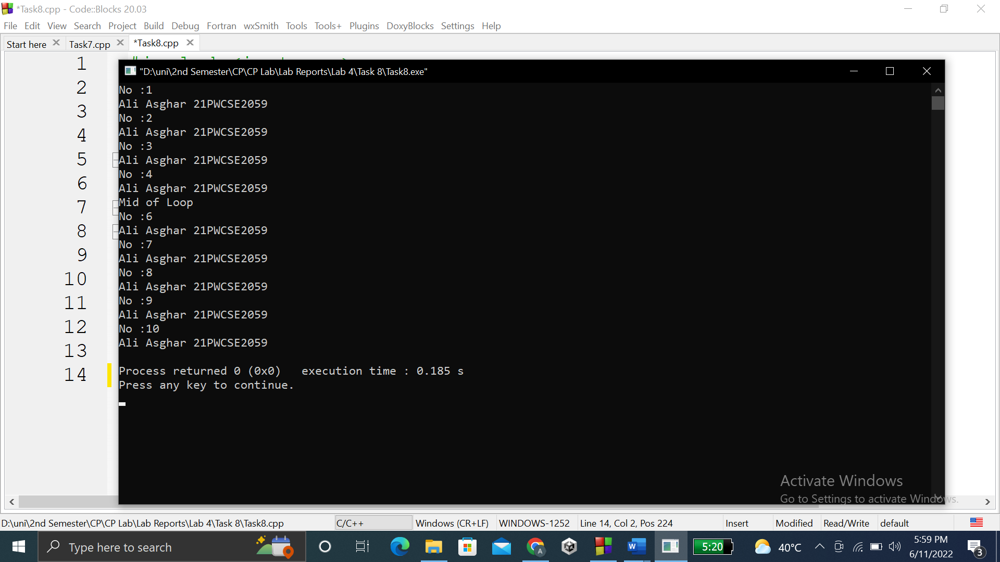 *Task8.cpp - Code::Blocks 20.03
File Edit View Search Project Build Debug Fortran wxSmith Tools Tools+ Plugins DoxyBlocks Settings Help
Start here Task7.cpp *Task8.cpp
1
2
3
4
5
6
7
8
9
10
11
12
13
14
"D:\uni\2nd Semester\CP\CP Lab\Lab Reports\Lab 4\Task 8\Task8.exe"
No :1
Ali Asghar 21PWCSE2059
No :2
Ali Asghar 21PWCSE2059
No :3
Ali Asghar 21PWCSE2059
No :4
Ali Asghar 21PWCSE2059
Mid of Loop
No :6
Ali Asghar 21PWCSE2059
No :7
Ali Asghar 21PWCSE2059
No :8
Ali Asghar 21PWCSE2059
No :9
Ali Asghar 21PWCSE2059
No :10
Ali Asghar 21PWCSE2059
Process returned 0 (0x0)   execution time : 0.185 s
Press any key to continue.
Activate Windows
Go to Settings to activate Windows.
D:\uni\2nd Semester\CP\CP Lab\Lab Reports\Lab 4\Task 8\Task8.cpp C/C++ Windows (CR+LF) WINDOWS-1252 Line 14, Col 2, Pos 224 Insert Modified Read/Write default
Type here to search
5:20
40°C
5:59 PM
6/11/2022
3